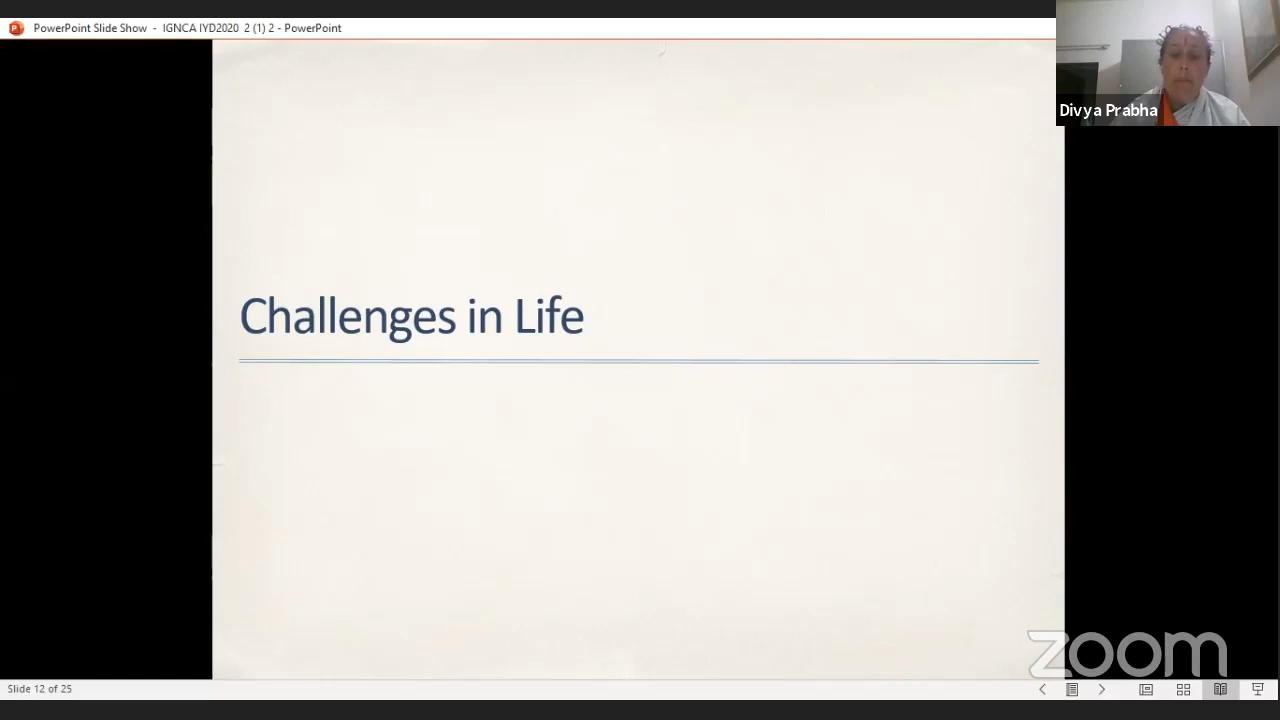 PowerPoint Slide Show - IGNCA IYD2020 2 (1) 2 - PowerPoint
Divya Prabha
Challenges in Life
zoom
Slide 12 of 25